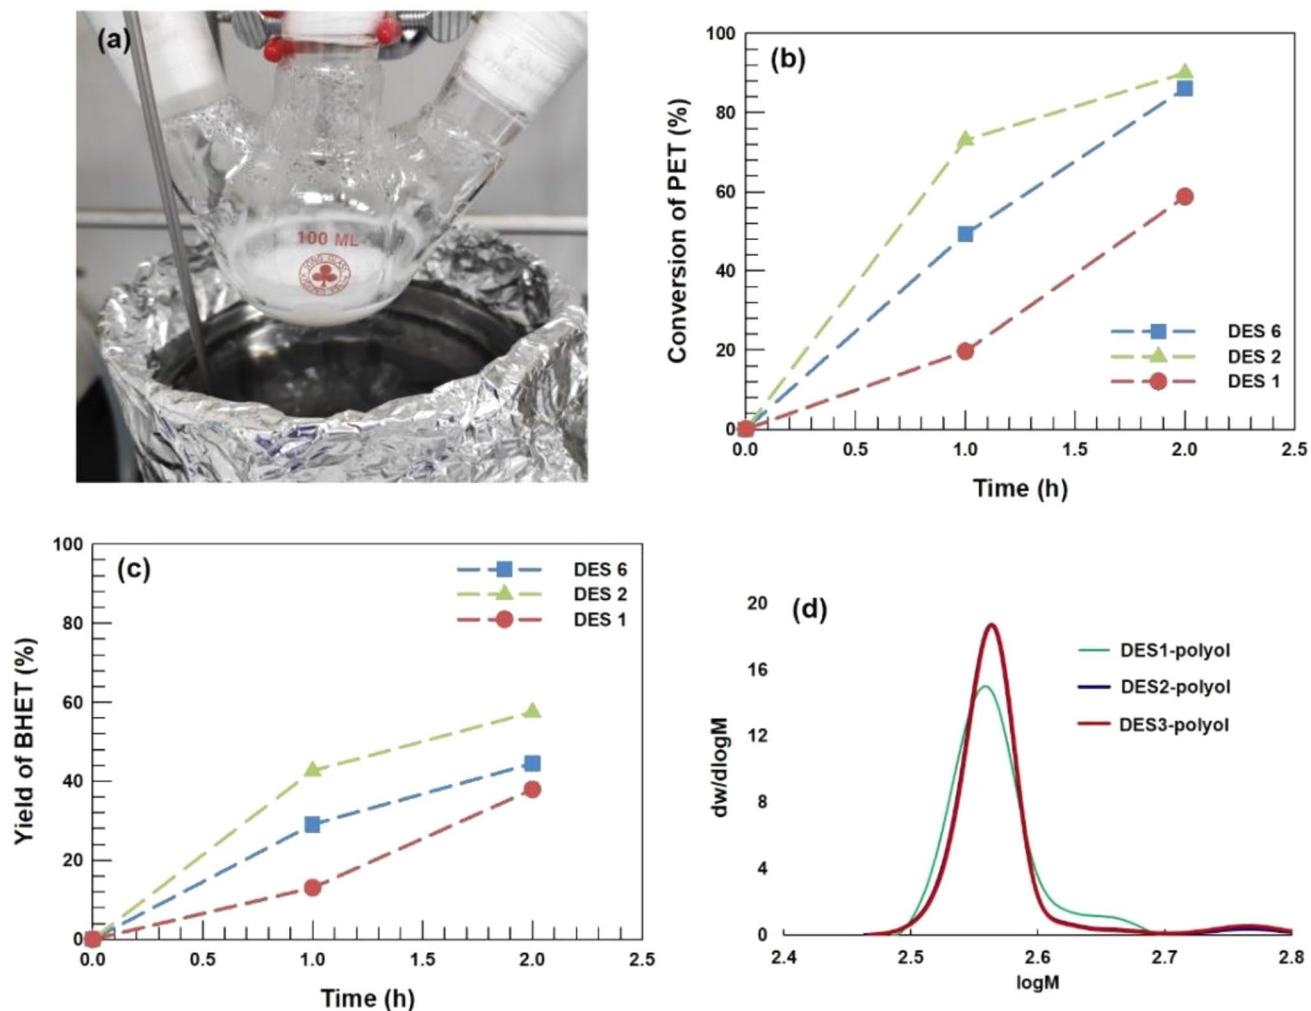 (a)
100 ML
(b)
Conversion of PET (%)
100
80
60
40
20
0
0.0 0.5 1.0 1.5 2.0 2.5
Time (h)
DES 6
DES 2
DES 1
(c)
Yield of BHET (%)
100
80
60
40
20
0
0.0 0.5 1.0 1.5 2.0 2.5
Time (h)
DES 6
DES 2
DES 1
(d)
dw/dlogM
20
16
12
8
4
0
2.4 2.5 2.6 2.7 2.8
logM
DES1-polyol
DES2-polyol
DES3-polyol